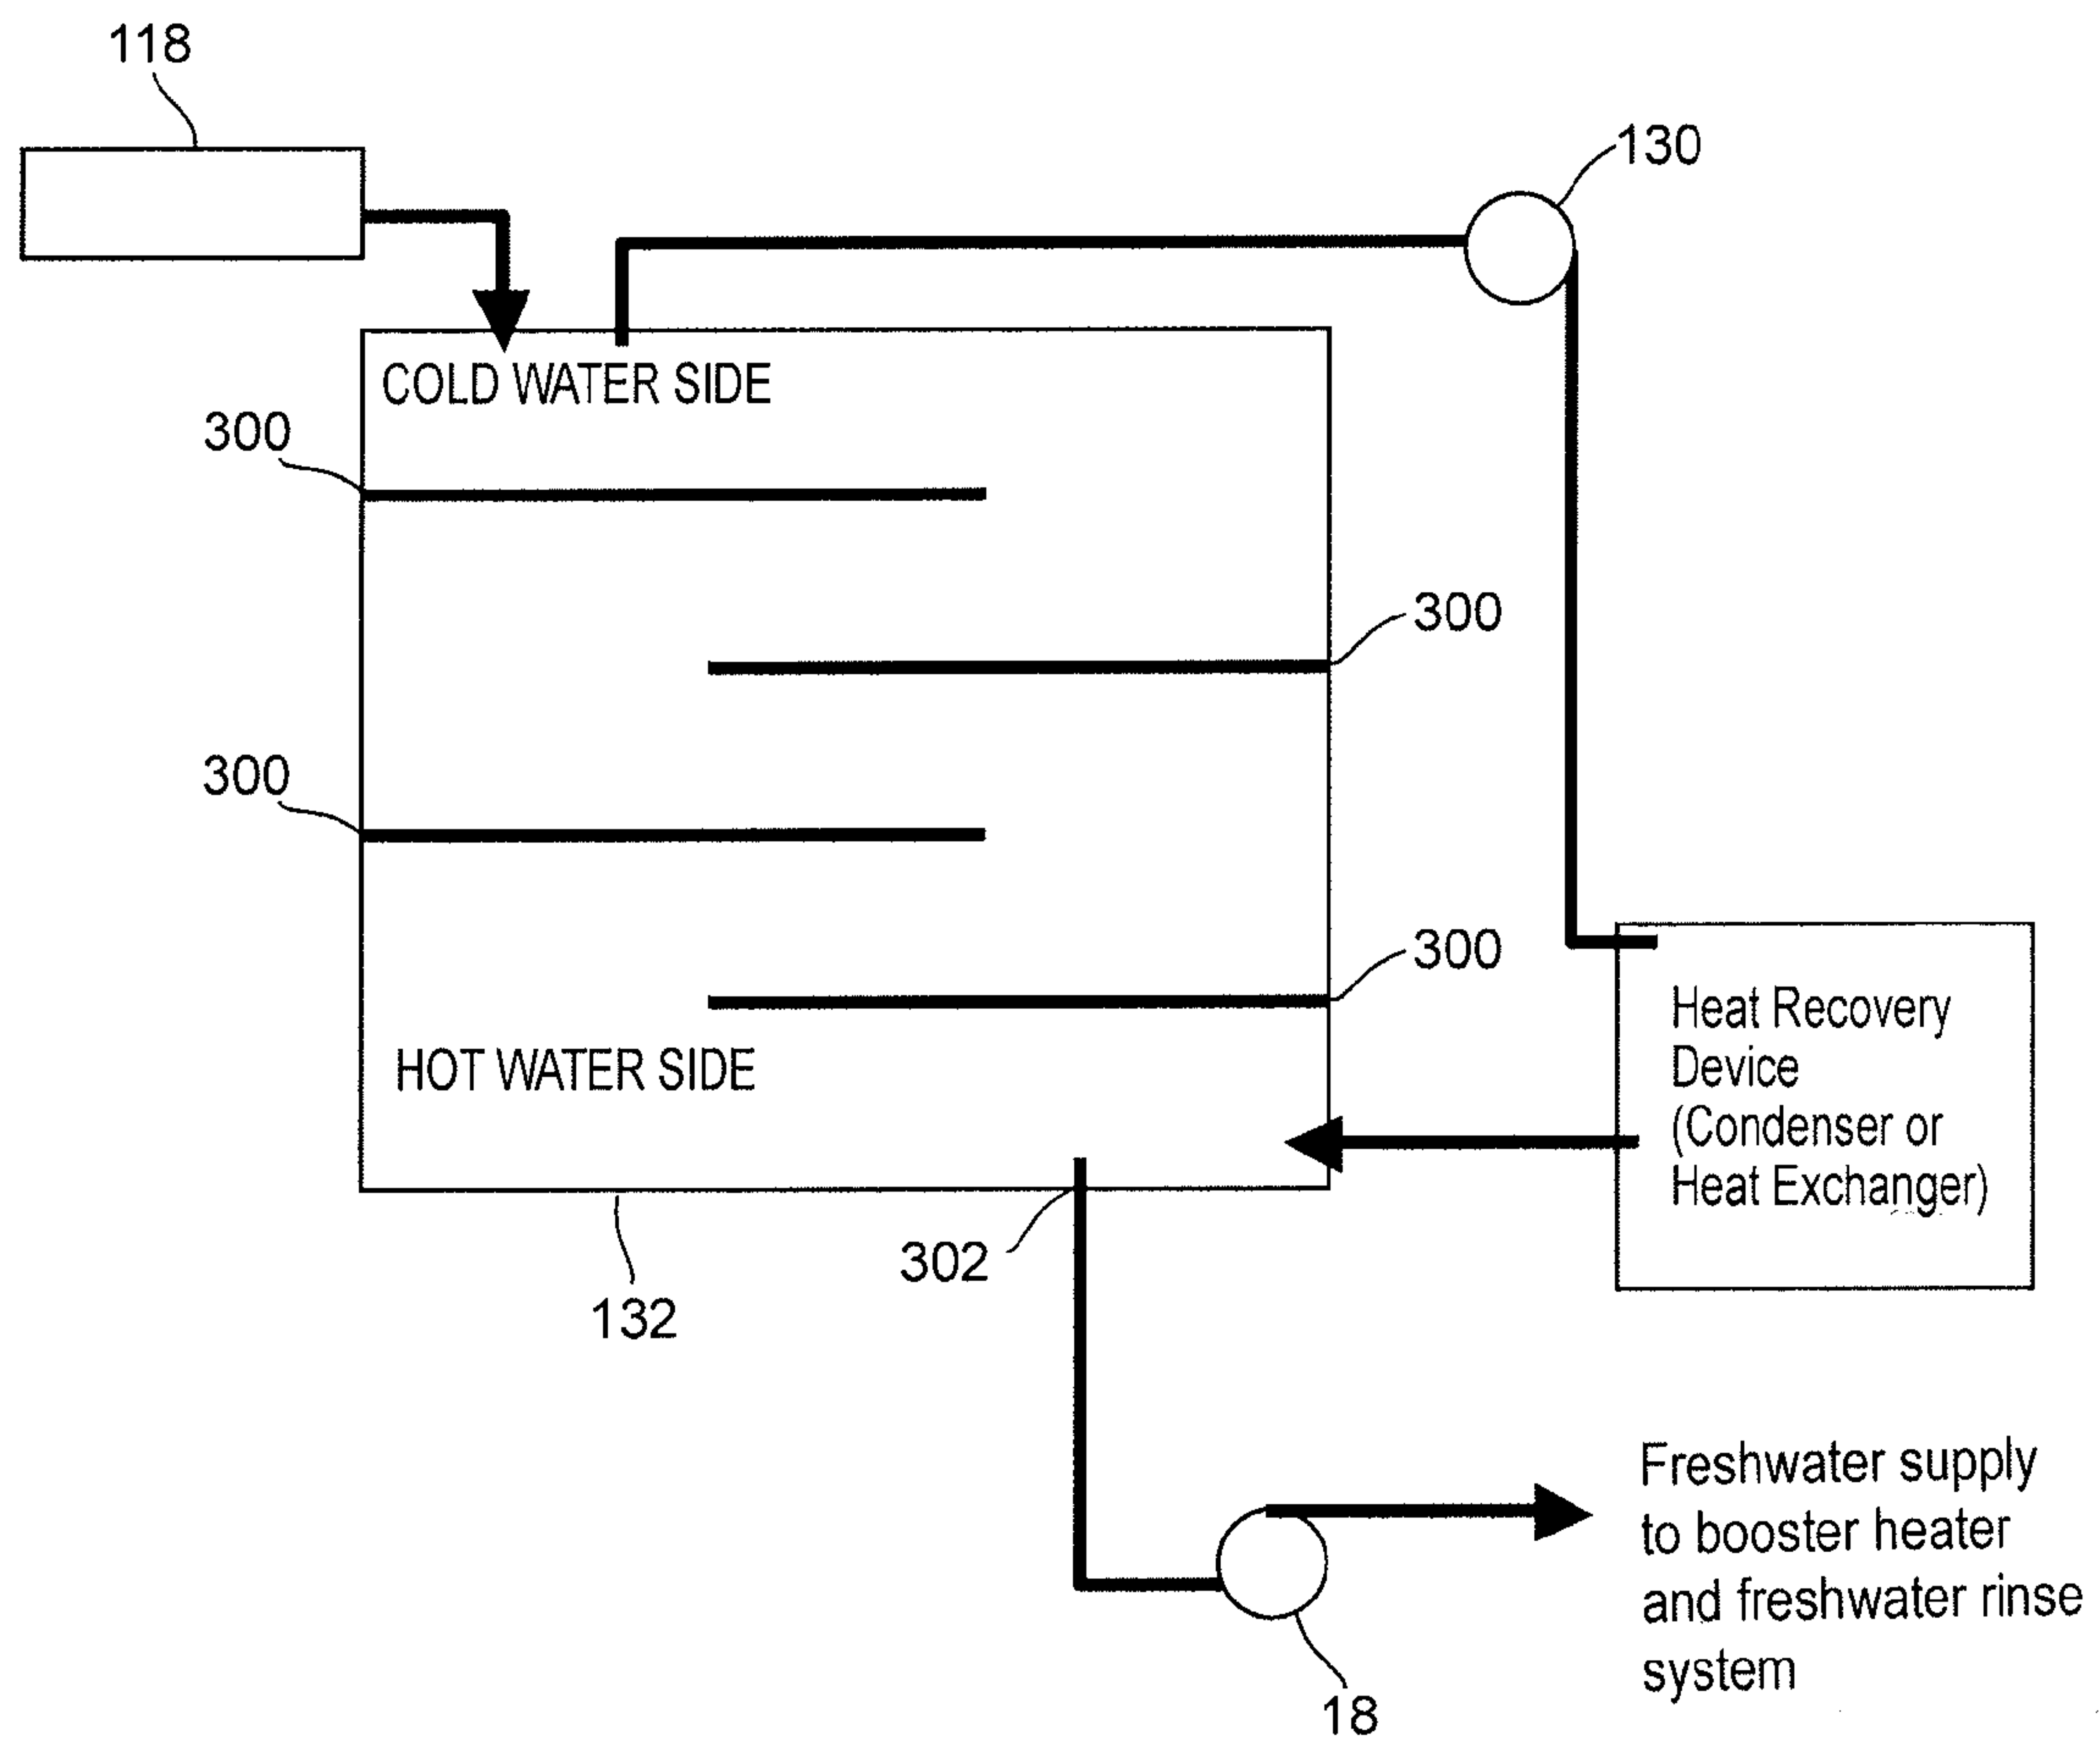 118
130
COLD WATER SIDE
300
300
300
300
Heat Recovery
Device
(Condenser or
Heat Exchanger)
HOT WATER SIDE
302
132
Freshwater supply
to booster heater
and freshwater rinse
system
18